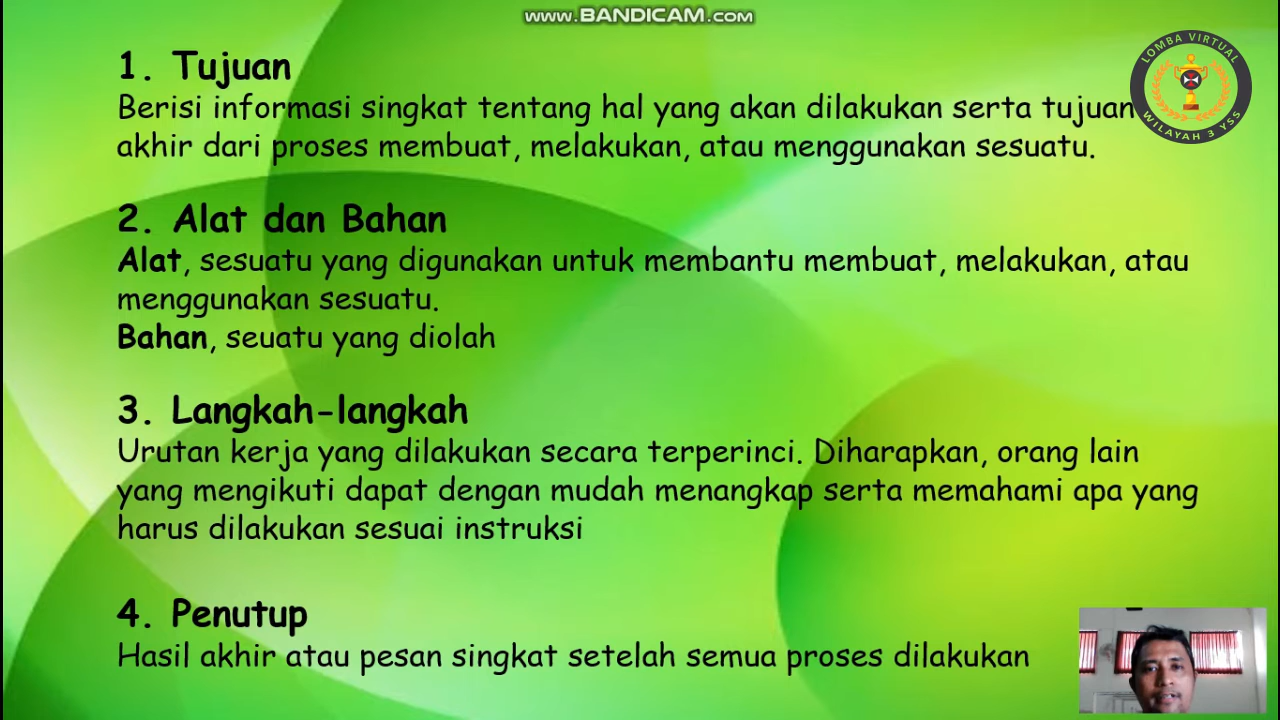 www.BANDICAM.com
LOMBA VIRTUAL
WILAYAH 3 YSS
1. Tujuan
Berisi informasi singkat tentang hal yang akan dilakukan serta tujuan
akhir dari proses membuat, melakukan, atau menggunakan sesuatu.
2. Alat dan Bahan
Alat, sesuatu yang digunakan untuk membantu membuat, melakukan, atau
menggunakan sesuatu.
Bahan, seuatu yang diolah
3. Langkah-langkah
Urutan kerja yang dilakukan secara terperinci. Diharapkan, orang lain
yang mengikuti dapat dengan mudah menangkap serta memahami apa yang
harus dilakukan sesuai instruksi
4. Penutup
Hasil akhir atau pesan singkat setelah semua proses dilakukan